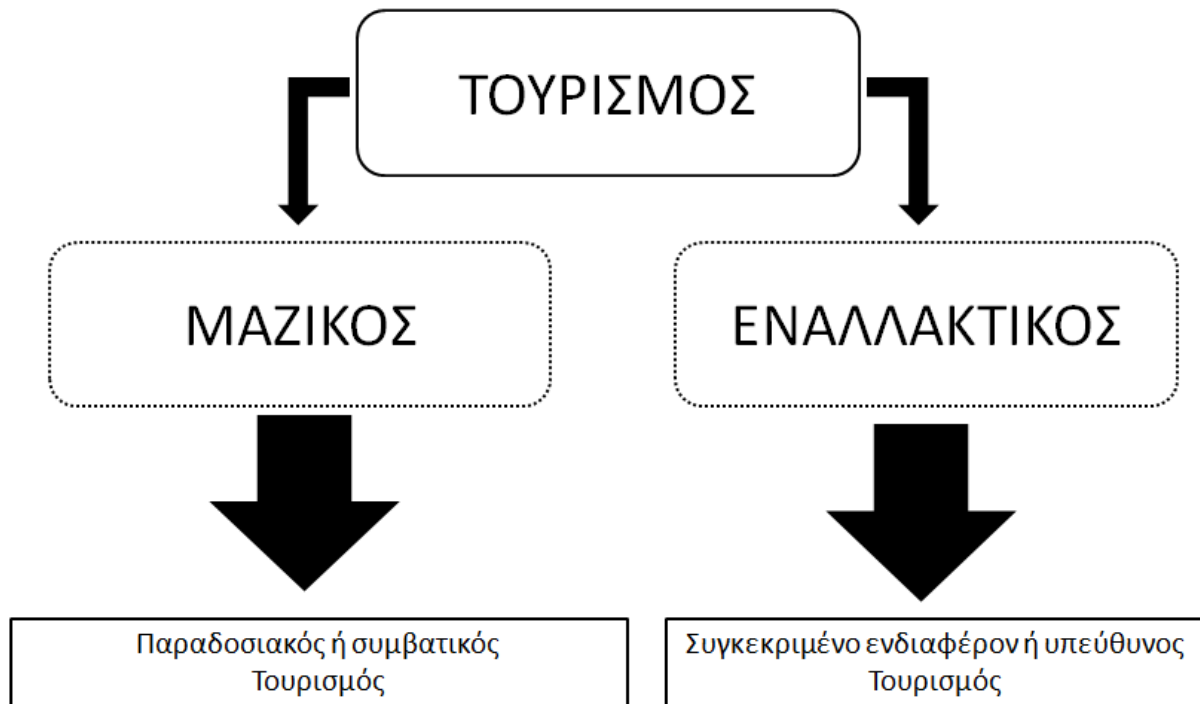 ΤΟΥΡΙΣΜΟΣ
ΜΑΖΙΚΟΣ
ΕΝΑΛΛΑΚΤΙΚΟΣ
Παραδοσιακός ή συμβατικός
Τουρισμός
Συγκεκριμένο ενδιαφέρον ή υπεύθυνος
Τουρισμός